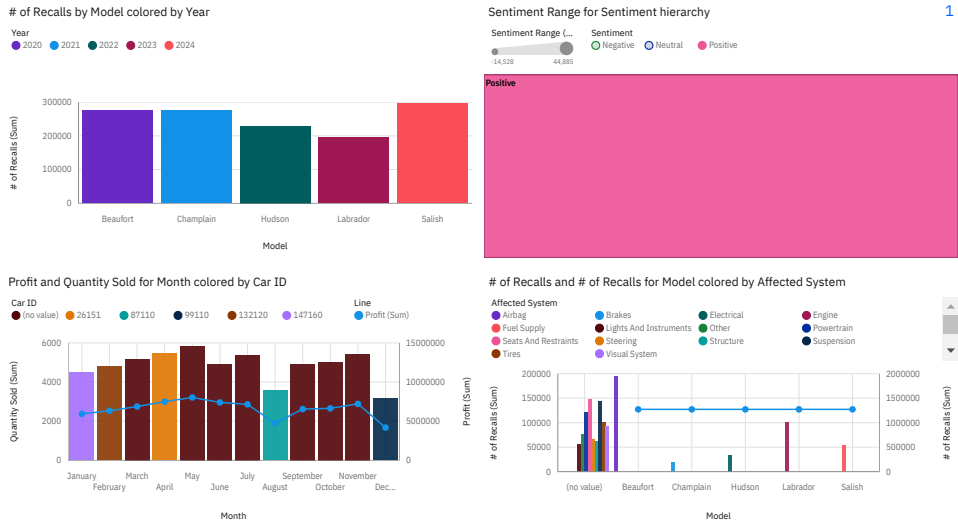 # of Recalls by Model colored by Year
Year
2020 2021 2022 2023 2024
300000
200000
100000
0
# of Recalls (Sum)
Beaufort Champlain Hudson Labrador Salish
Model
Sentiment Range for Sentiment hierarchy
1
Sentiment Range (... Sentiment
Negative Neutral Positive
-14,528 44,885
Positive
Profit and Quantity Sold for Month colored by Car ID
Car ID Line
(no value) 26151 87110 99110 132120 147160 Profit (Sum)
6000 15000000
4000 10000000
2000 5000000
0 0
Quantity Sold (Sum)
Profit (Sum)
January March May July September November
February April June August October Dec...
Month
# of Recalls and # of Recalls for Model colored by Affected System
Affected System
Airbag Brakes Electrical Engine
Fuel Supply Lights And Instruments Other Powertrain
Seats And Restraints Steering Structure Suspension
Tires Visual System
200000 2000000
150000 1500000
100000 1000000
50000 500000
0 0
# of Recalls (Sum)
# of Recalls (Sum)
(no value) Beaufort Champlain Hudson Labrador Salish
Model